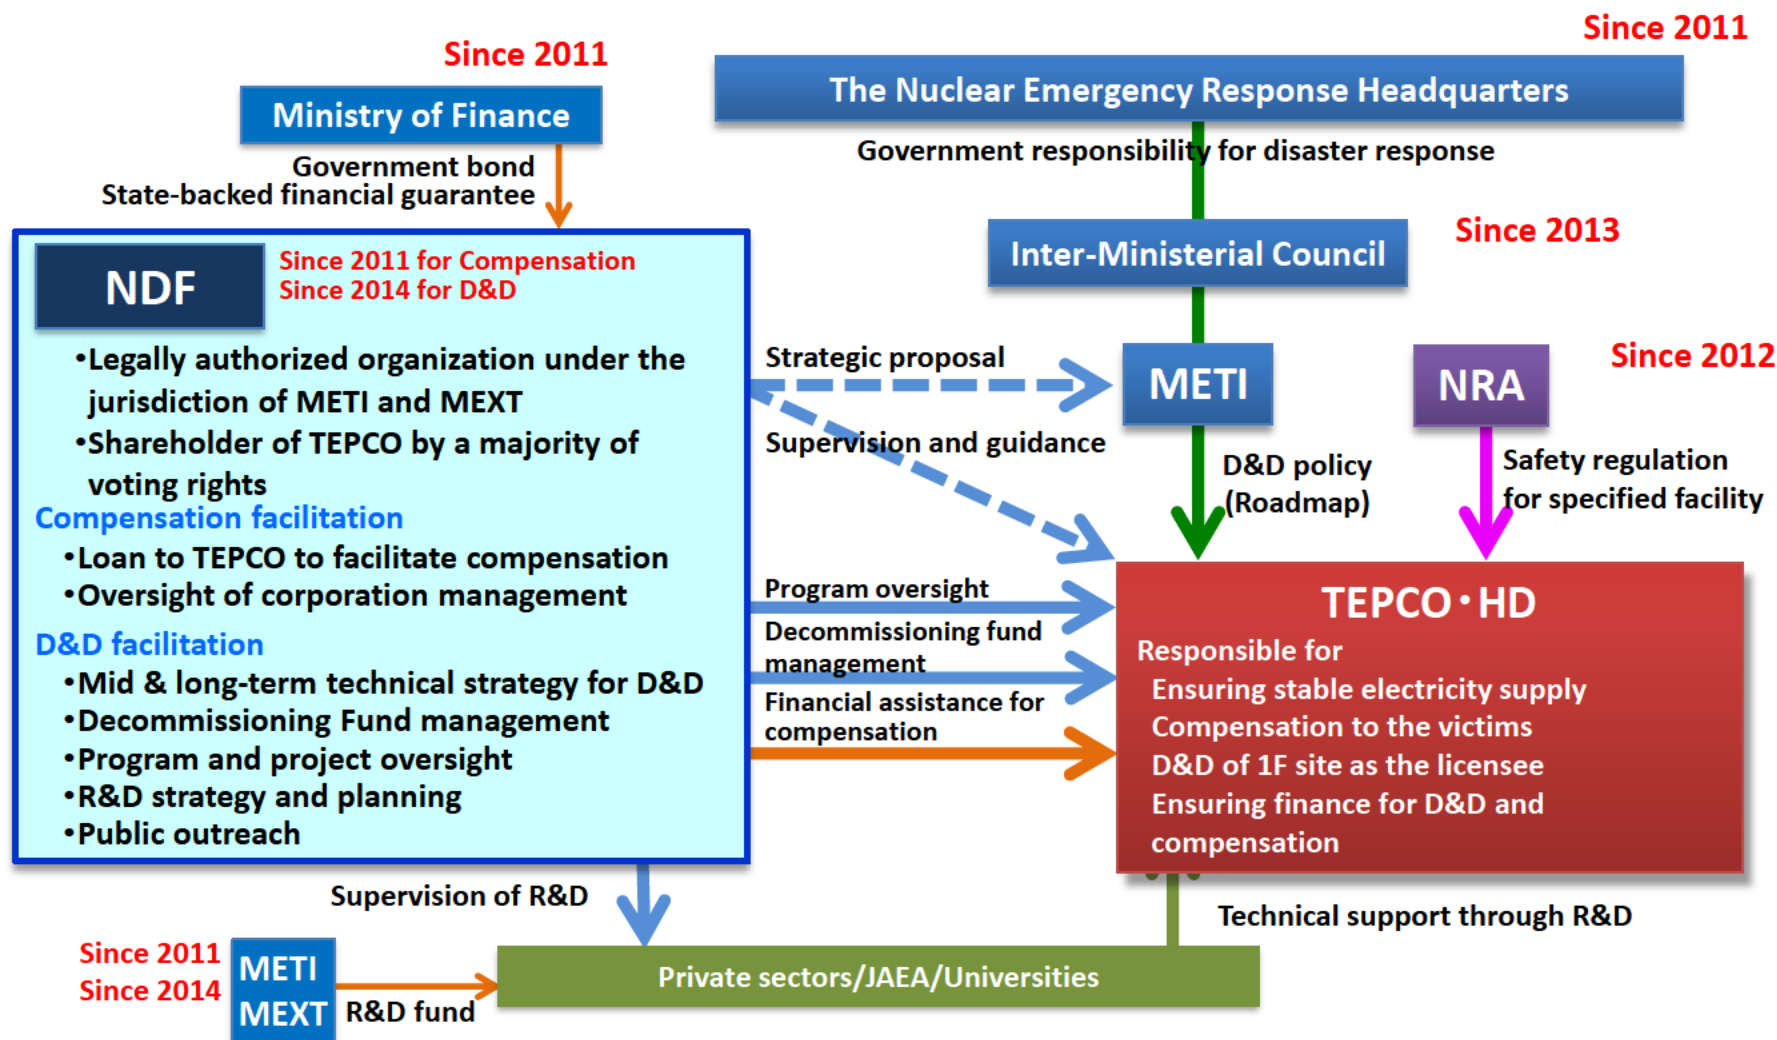 Since 2011
Ministry of Finance
Government bond
State-backed financial guarantee
Since 2011
The Nuclear Emergency Response Headquarters
Government responsibility for disaster response
Inter-Ministerial Council
Since 2013
NDF
Since 2011 for Compensation
Since 2014 for D&D
•Legally authorized organization under the
jurisdiction of METI and MEXT
•Shareholder of TEPCO by a majority of
voting rights
Compensation facilitation
•Loan to TEPCO to facilitate compensation
•Oversight of corporation management
D&D facilitation
•Mid & long-term technical strategy for D&D
•Decommissioning Fund management
•Program and project oversight
•R&D strategy and planning
•Public outreach
Strategic proposal
Supervision and guidance
METI
NRA
Since 2012
D&D policy
(Roadmap)
Safety regulation
for specified facility
Program oversight
Decommissioning fund
management
Financial assistance for
compensation
TEPCO・HD
Responsible for
Ensuring stable electricity supply
Compensation to the victims
D&D of 1F site as the licensee
Ensuring finance for D&D and
compensation
Supervision of R&D
Technical support through R&D
Since 2011
Since 2014
METI
MEXT
R&D fund
Private sectors/JAEA/Universities